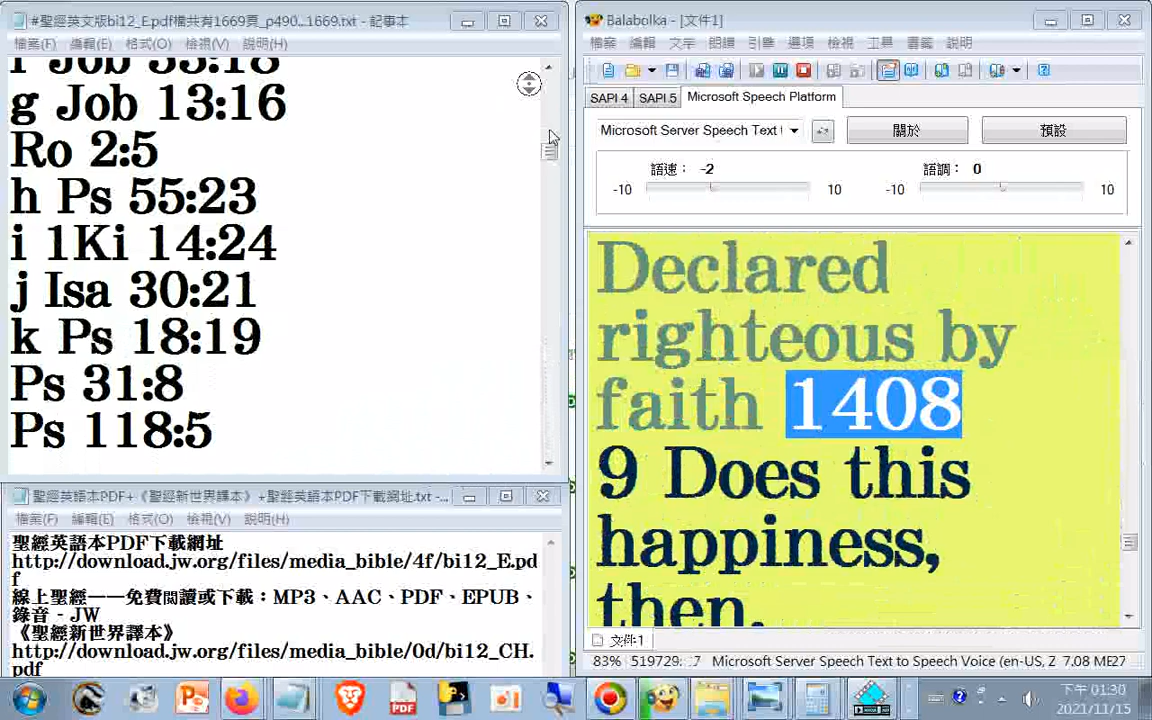 #聖經英文版bi12_E.pdf檔共有1669頁_p490...1669.txt - 記事本
檔案(F) 編輯(E) 格式(O) 檢視(V) 說明(H)
f Job 33:18
g Job 13:16
Ro 2:5
h Ps 55:23
i 1Ki 14:24
j Isa 30:21
k Ps 18:19
Ps 31:8
Ps 118:5
聖經英語本PDF+《聖經新世界譯本》+聖經英語本PDF下載網址.txt -...
檔案(F) 編輯(E) 格式(O) 檢視(V) 說明(H)
聖經英語本PDF下載網址
http://download.jw.org/files/media_bible/4f/bi12_E.pd
f
線上聖經——免費閱讀或下載：MP3、AAC、PDF、EPUB、
錄音 - JW
《聖經新世界譯本》
http://download.jw.org/files/media_bible/0d/bi12_CH.
pdf
Balabolka - [文件1]
檔案 編輯 文字 朗讀 引擎 選項 檢視 工具 書籤 說明
SAPI 4 SAPI 5 Microsoft Speech Platform
Microsoft Server Speech Text
關於 預設
語速： -2 語調： 0
-10 10 -10 10
Declared
righteous by
faith 1408
9 Does this
happiness,
then,
文件1
83% 519729: Microsoft Server Speech Text to Speech Voice (en-US, Z 7.08 ME27
下午 01:30
2021/11/15